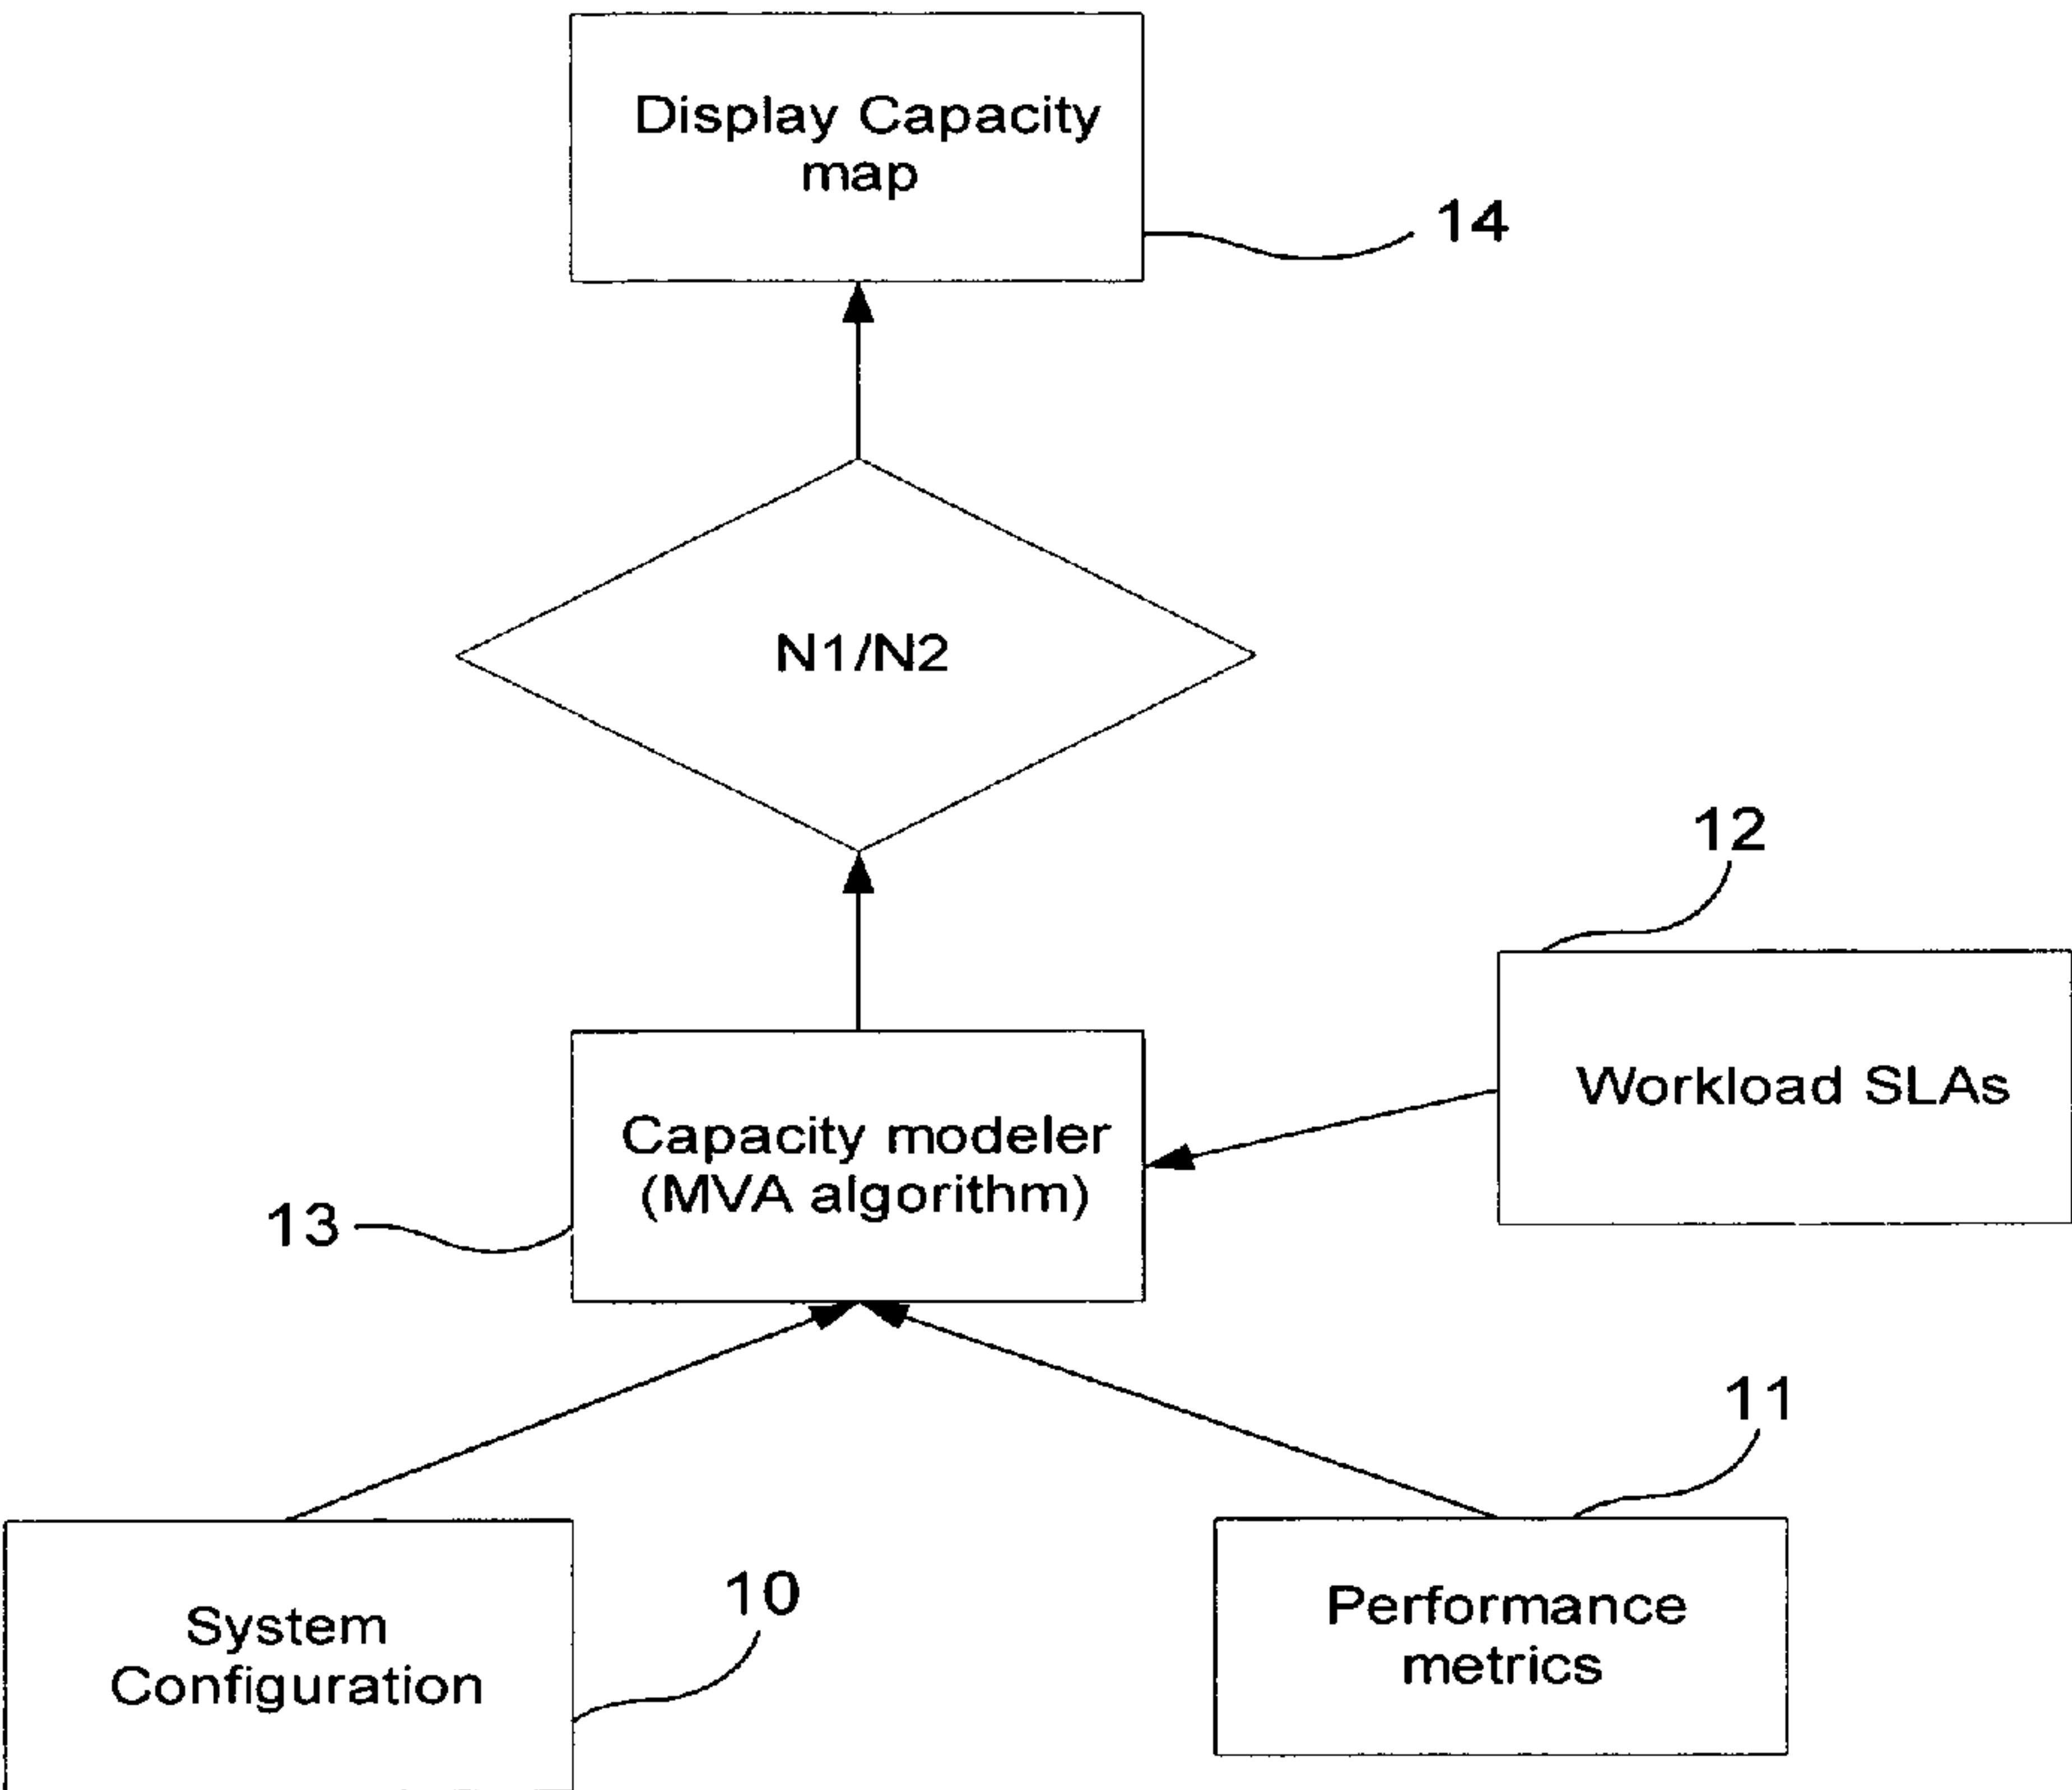 Display Capacity
map
14
N1/N2
12
Workload SLAs
Capacity modeler
(MVA algorithm)
13
11
10
System
Configuration
Performance
metrics